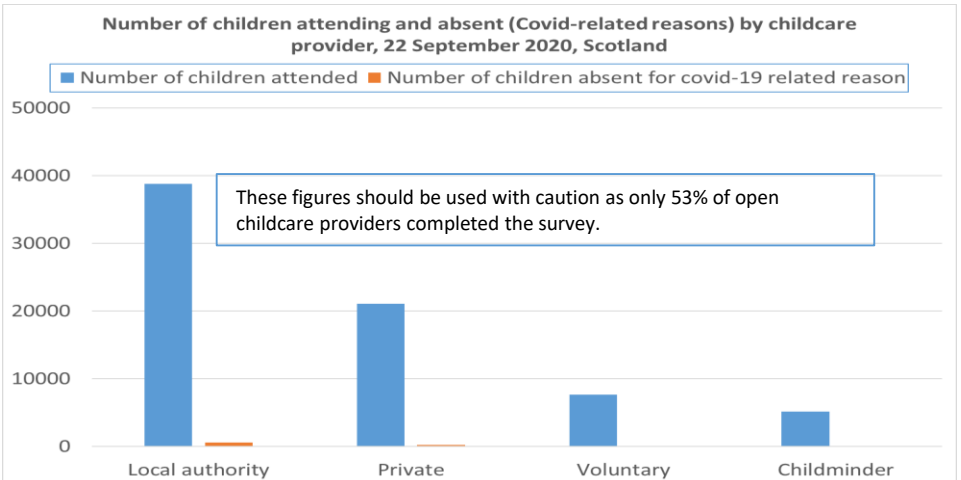 Number of children attending and absent (Covid-related reasons) by childcare
provider, 22 September 2020, Scotland
Number of children attended Number of children absent for covid-19 related reason
50000
40000
These figures should be used with caution as only 53% of open
childcare providers completed the survey.
30000
20000
10000
0
Local authority Private Voluntary Childminder